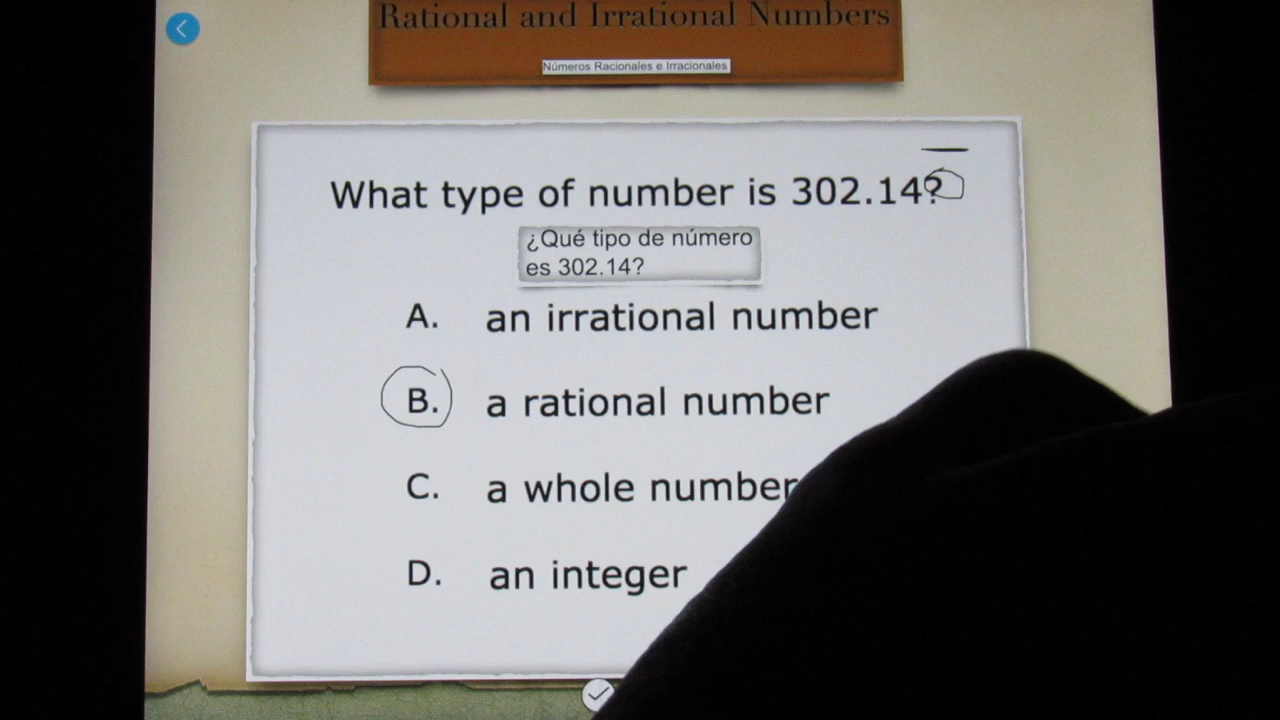 Rational and Irrational Numbers
Números Racionales e Irracionales
What type of number is 302.14?
¿Qué tipo de número
es 302.14?
A. an irrational number
B. a rational number
C. a whole number
D. an integer